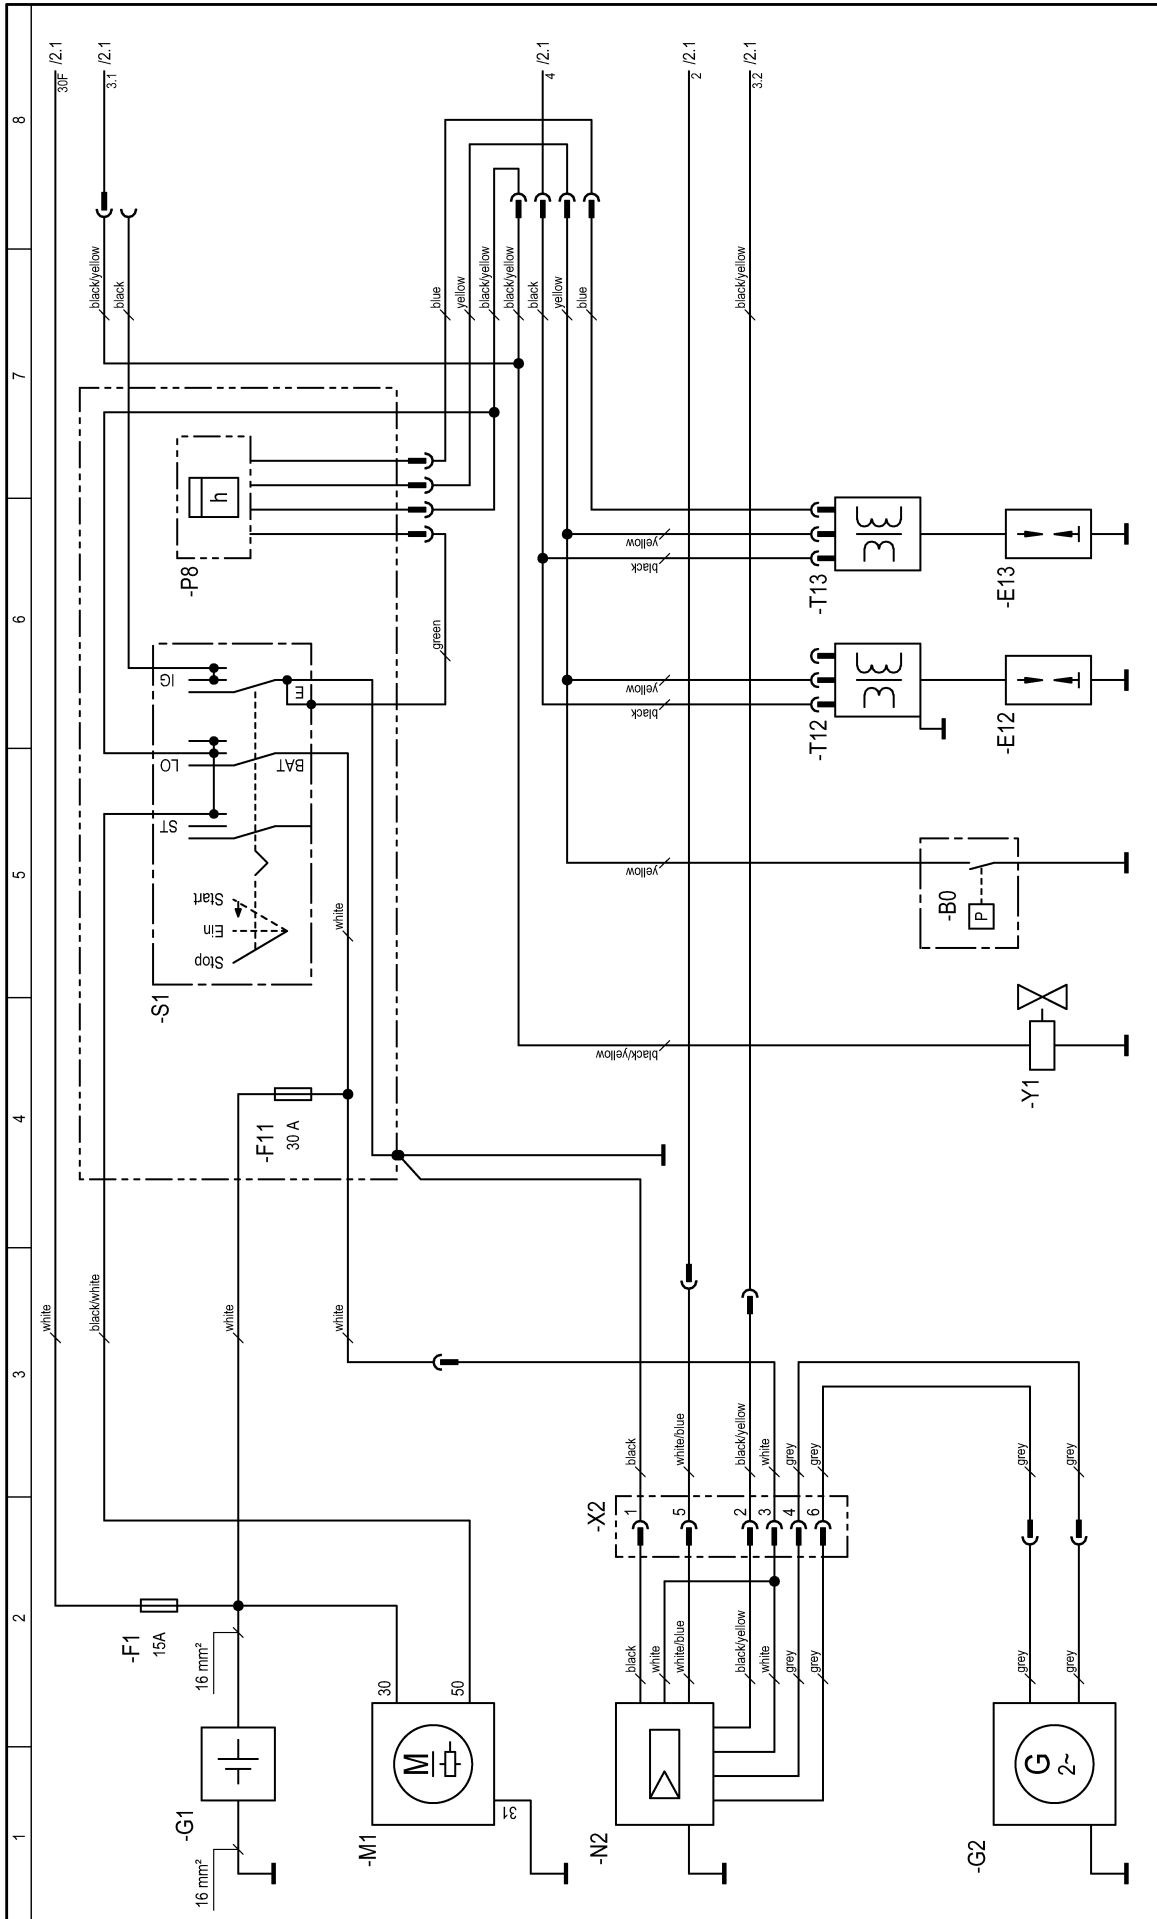 1
2
3
4
5
6
7
8
/2.1
30F
/2.1
3.1
/2.1
4
/2.1
2
/2.1
3.2
black/yellow
black
blue
yellow
black/yellow
black/yellow
black
yellow
blue
black/yellow
-P8
h
green
-S1
IG
E
LO
BAT
ST
Start
Ein
Stop
white
-F11
30 A
yellow
black
-T13
-E13
yellow
black
-T12
-E12
yellow
-B0
P
black/yellow
-Y1
white
black/white
white
white
black
white/blue
black/yellow
white
grey
grey
grey
grey
-X2
1
5
2
3
4
6
-F1
15A
16 mm²
-G1
16 mm²
30
50
M
31
-M1
black
white
white/blue
black/yellow
white
grey
grey
-N2
grey
grey
G
2~
-G2